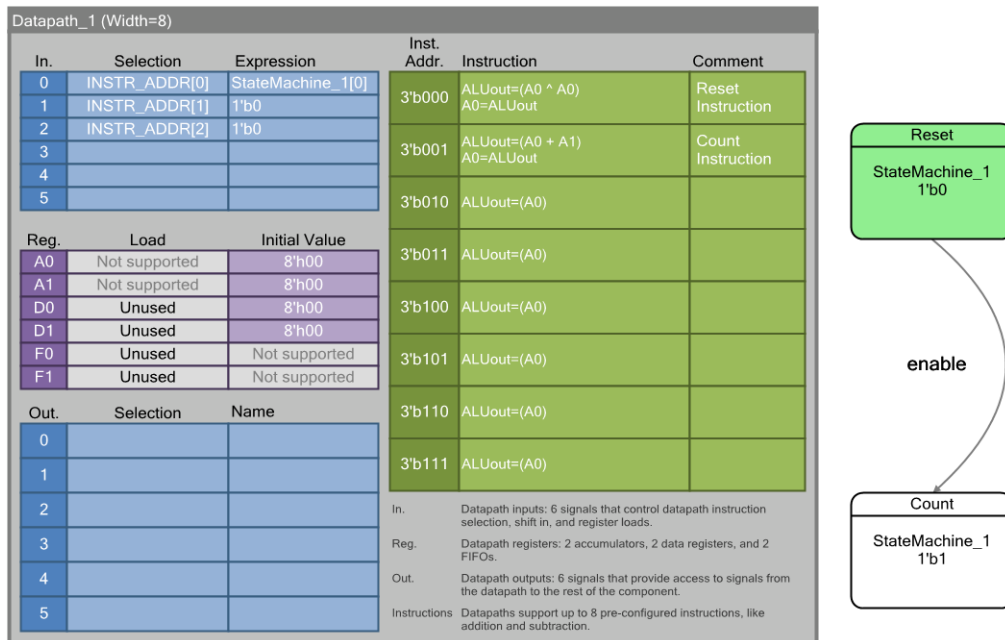 Datapath_1 (Width=8)
In. Selection Expression
0 INSTR_ADDR[0] StateMachine_1[0]
1 INSTR_ADDR[1] 1'b0
2 INSTR_ADDR[2] 1'b0
3
4
5
Reg. Load Initial Value
A0 Not supported 8'h00
A1 Not supported 8'h00
D0 Unused 8'h00
D1 Unused 8'h00
F0 Unused Not supported
F1 Unused Not supported
Out. Selection Name
0
1
2
3
4
5
Inst.
Addr. Instruction Comment
3'b000 ALUout=(A0 ^ A0)
A0=ALUout
Reset
Instruction
3'b001 ALUout=(A0 + A1)
A0=ALUout
Count
Instruction
3'b010 ALUout=(A0)
3'b011 ALUout=(A0)
3'b100 ALUout=(A0)
3'b101 ALUout=(A0)
3'b110 ALUout=(A0)
3'b111 ALUout=(A0)
In. Datapath inputs: 6 signals that control datapath instruction
selection, shift in, and register loads.
Reg. Datapath registers: 2 accumulators, 2 data registers, and 2
FIFOs.
Out. Datapath outputs: 6 signals that provide access to signals from
the datapath to the rest of the component.
Instructions Datapaths support up to 8 pre-configured instructions, like
addition and subtraction.
Reset
StateMachine_1
1'b0
enable
Count
StateMachine_1
1'b1